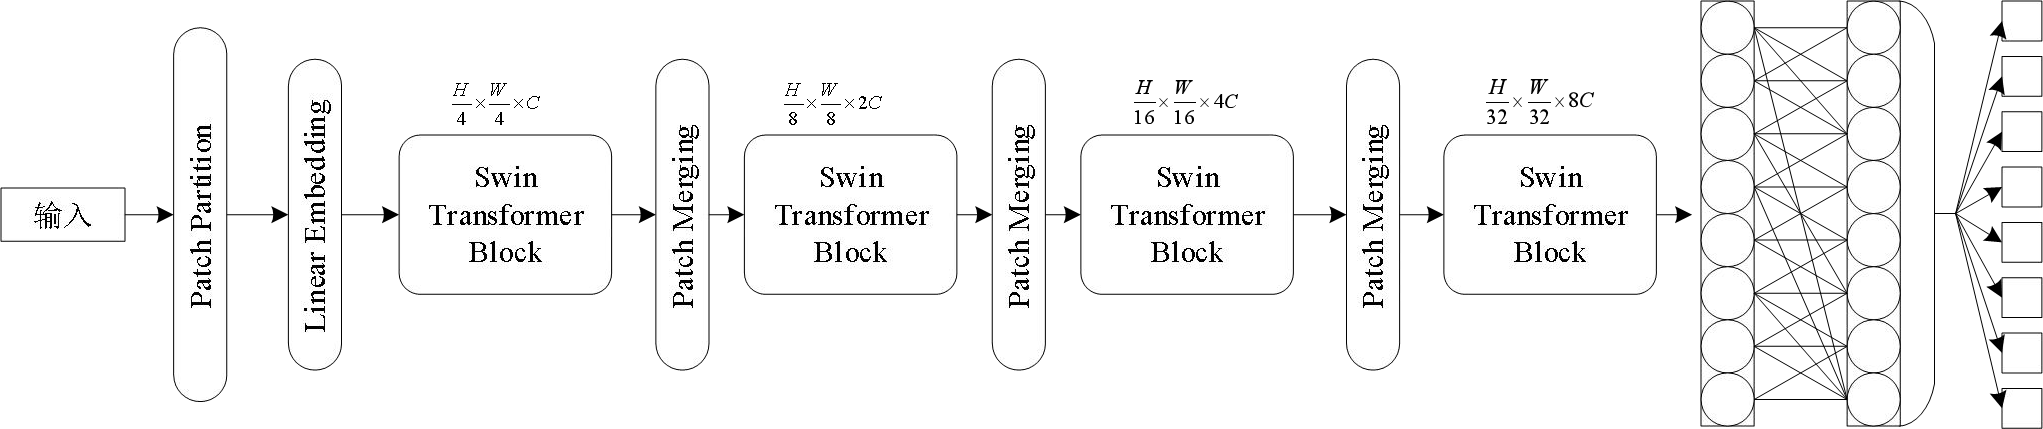 输入
Patch Partition
Linear Embedding
H/4 × W/4 × C
Swin
Transformer
Block
Patch Merging
H/8 × W/8 × 2C
Swin
Transformer
Block
Patch Merging
H/16 × W/16 × 4C
Swin
Transformer
Block
Patch Merging
H/32 × W/32 × 8C
Swin
Transformer
Block